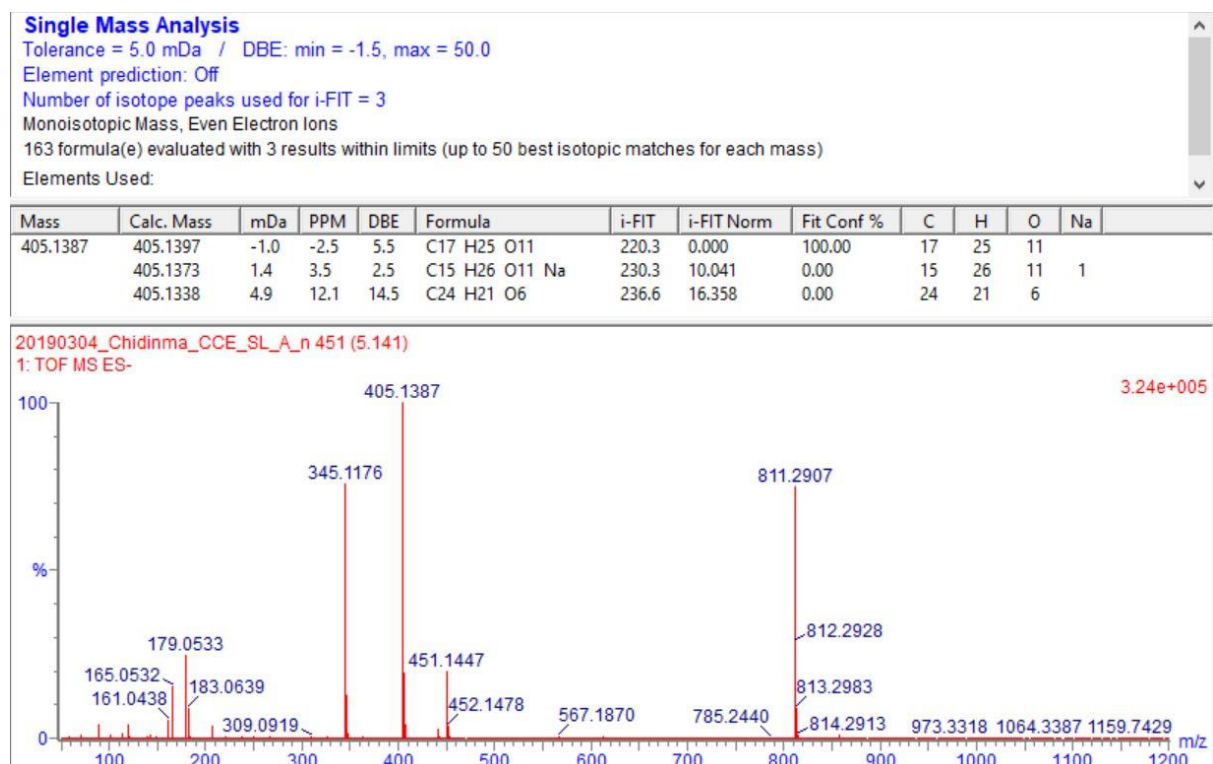 Single Mass Analysis
Tolerance = 5.0 mDa / DBE: min = -1.5, max = 50.0
Element prediction: Off
Number of isotope peaks used for i-FIT = 3
Monoisotopic Mass, Even Electron Ions
163 formula(e) evaluated with 3 results within limits (up to 50 best isotopic matches for each mass)
Elements Used:
Mass Calc. Mass mDa PPM DBE Formula i-FIT i-FIT Norm Fit Conf % C H O Na
405.1387 405.1397 -1.0 -2.5 5.5 C17 H25 O11 220.3 0.000 100.00 17 25 11
405.1373 1.4 3.5 2.5 C15 H26 O11 Na 230.3 10.041 0.00 15 26 11 1
405.1338 4.9 12.1 14.5 C24 H21 O6 236.6 16.358 0.00 24 21 6
20190304_Chidinma_CCE_SL_A_n 451 (5.141)
1: TOF MS ES-
3.24e+005
405.1387
100
345.1176
811.2907
%
812.2928
179.0533
451.1447
165.0532
183.0639
813.2983
161.0438
452.1478
309.0919
567.1870
785.2440
814.2913
973.3318
1064.3387
1159.7429
0
m/z
100 200 300 400 500 600 700 800 900 1000 1100 1200